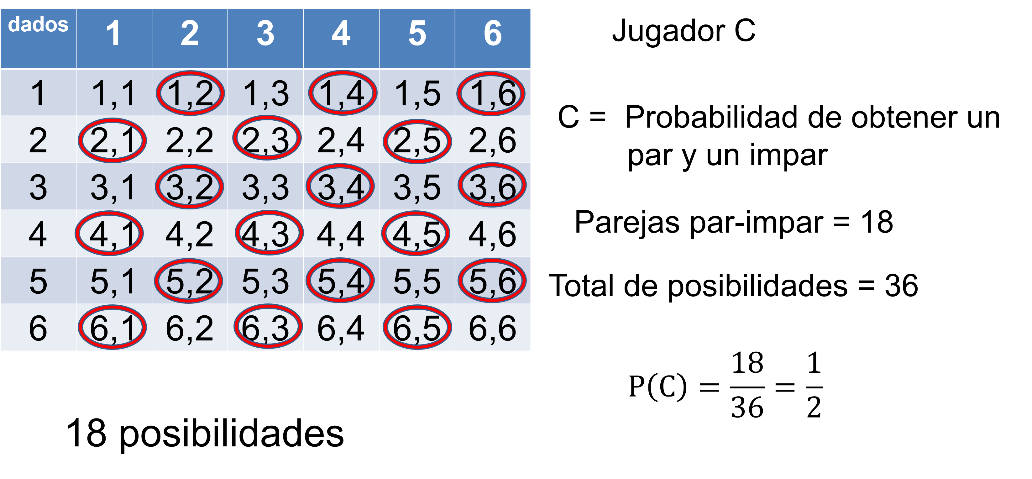 dados 1 2 3 4 5 6
1 1,1 1,2 1,3 1,4 1,5 1,6
2 2,1 2,2 2,3 2,4 2,5 2,6
3 3,1 3,2 3,3 3,4 3,5 3,6
4 4,1 4,2 4,3 4,4 4,5 4,6
5 5,1 5,2 5,3 5,4 5,5 5,6
6 6,1 6,2 6,3 6,4 6,5 6,6
18 posibilidades
Jugador C
C = Probabilidad de obtener un
par y un impar
Parejas par-impar = 18
Total de posibilidades = 36
P(C) = 18/36 = 1/2